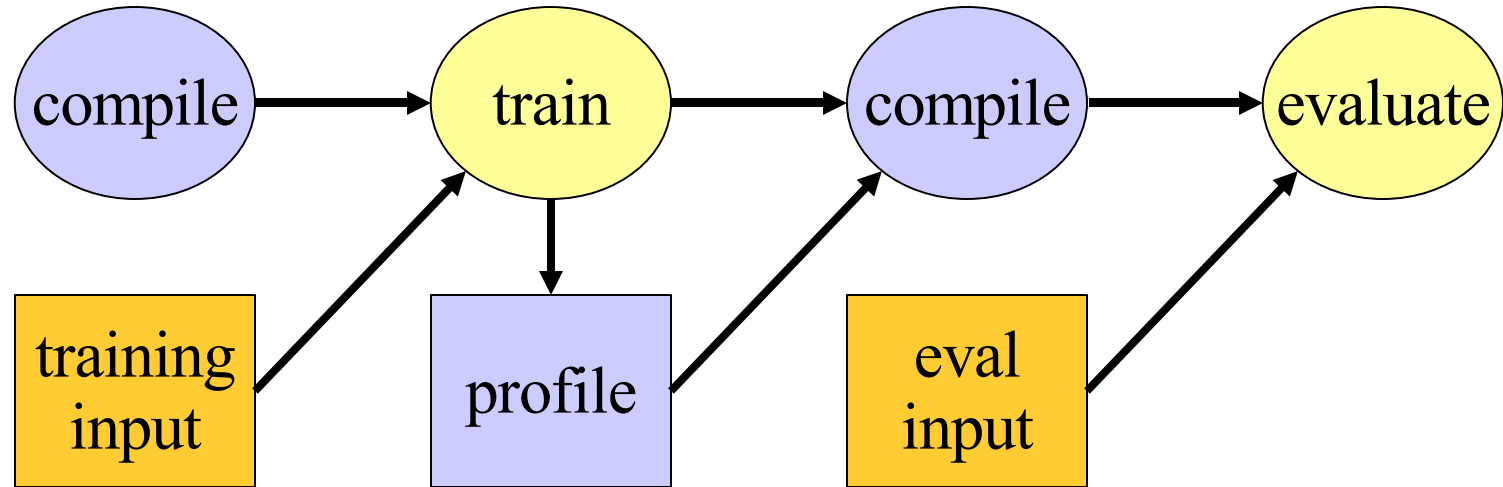 compile
train
compile
evaluate
training
input
profile
eval
input